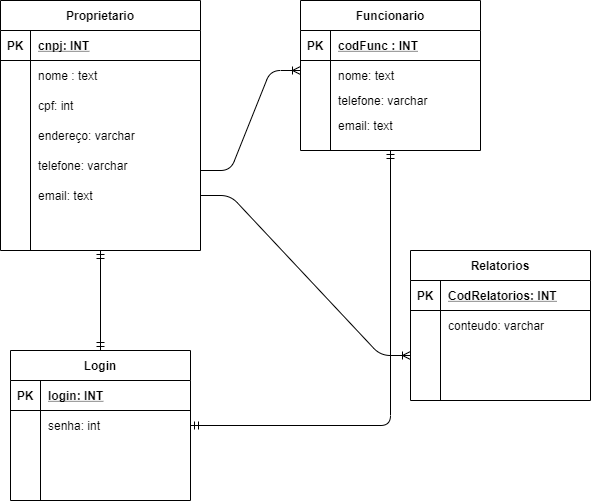 Proprietario
PK cnpj: INT
nome : text
cpf: int
endereço: varchar
telefone: varchar
email: text
Funcionario
PK codFunc : INT
nome: text
telefone: varchar
email: text
Relatorios
PK CodRelatorios: INT
conteudo: varchar
Login
PK login: INT
senha: int